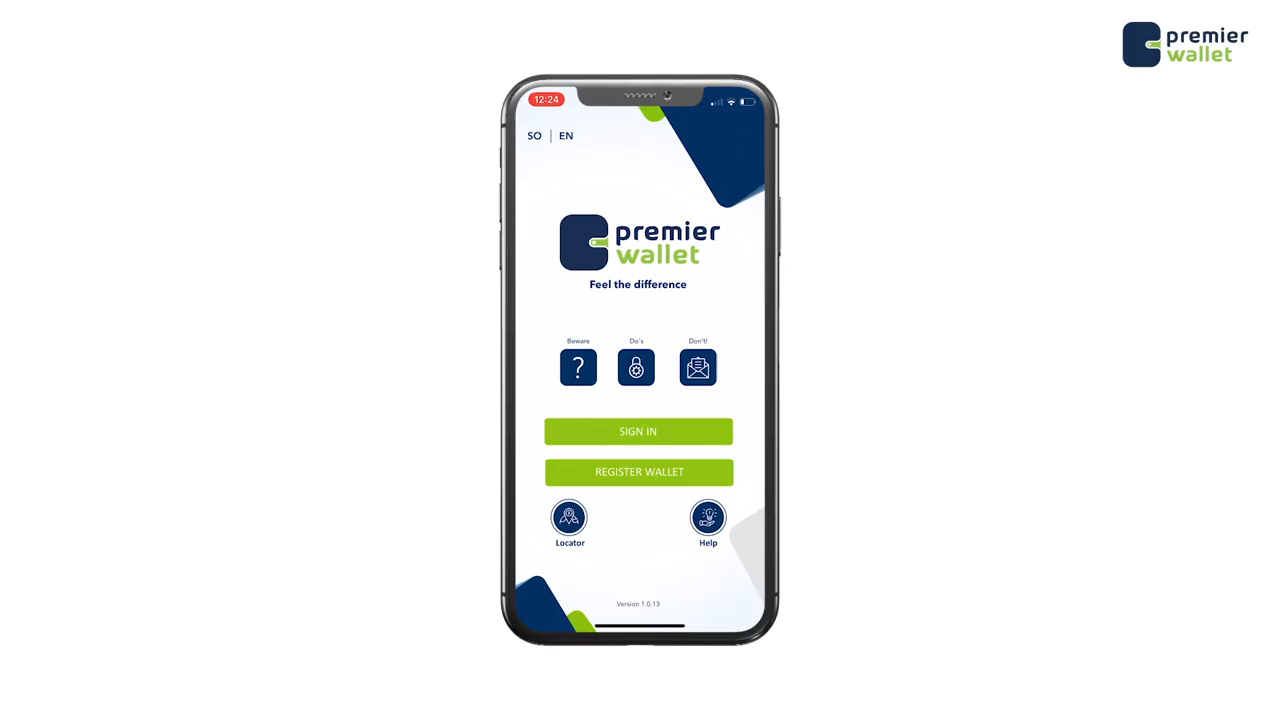 premier
wallet
12:24
SO | EN
premier
wallet
Feel the difference
Beware
Do's
Don't!
SIGN IN
REGISTER WALLET
Locator
Help
Version 1.0.13